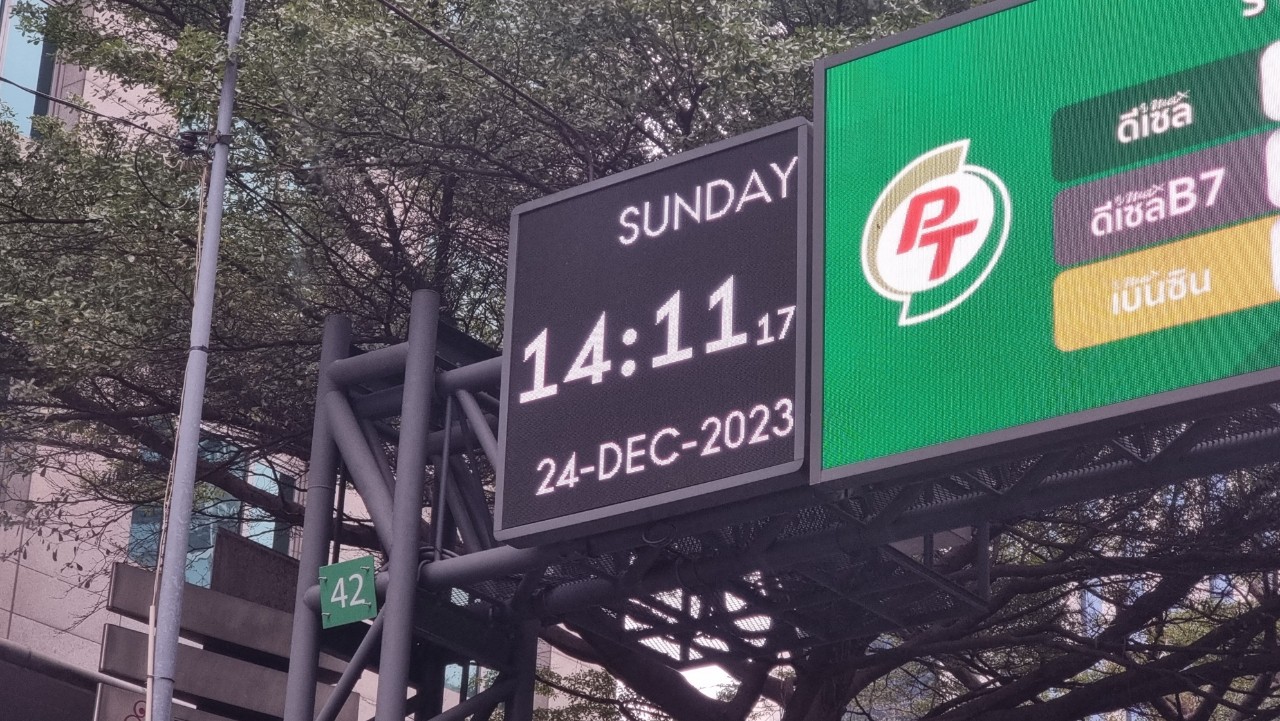 SUNDAY
14:11 17
24-DEC-2023
42
PT
ดีเซล
ดีเซลB7
เบนซิน